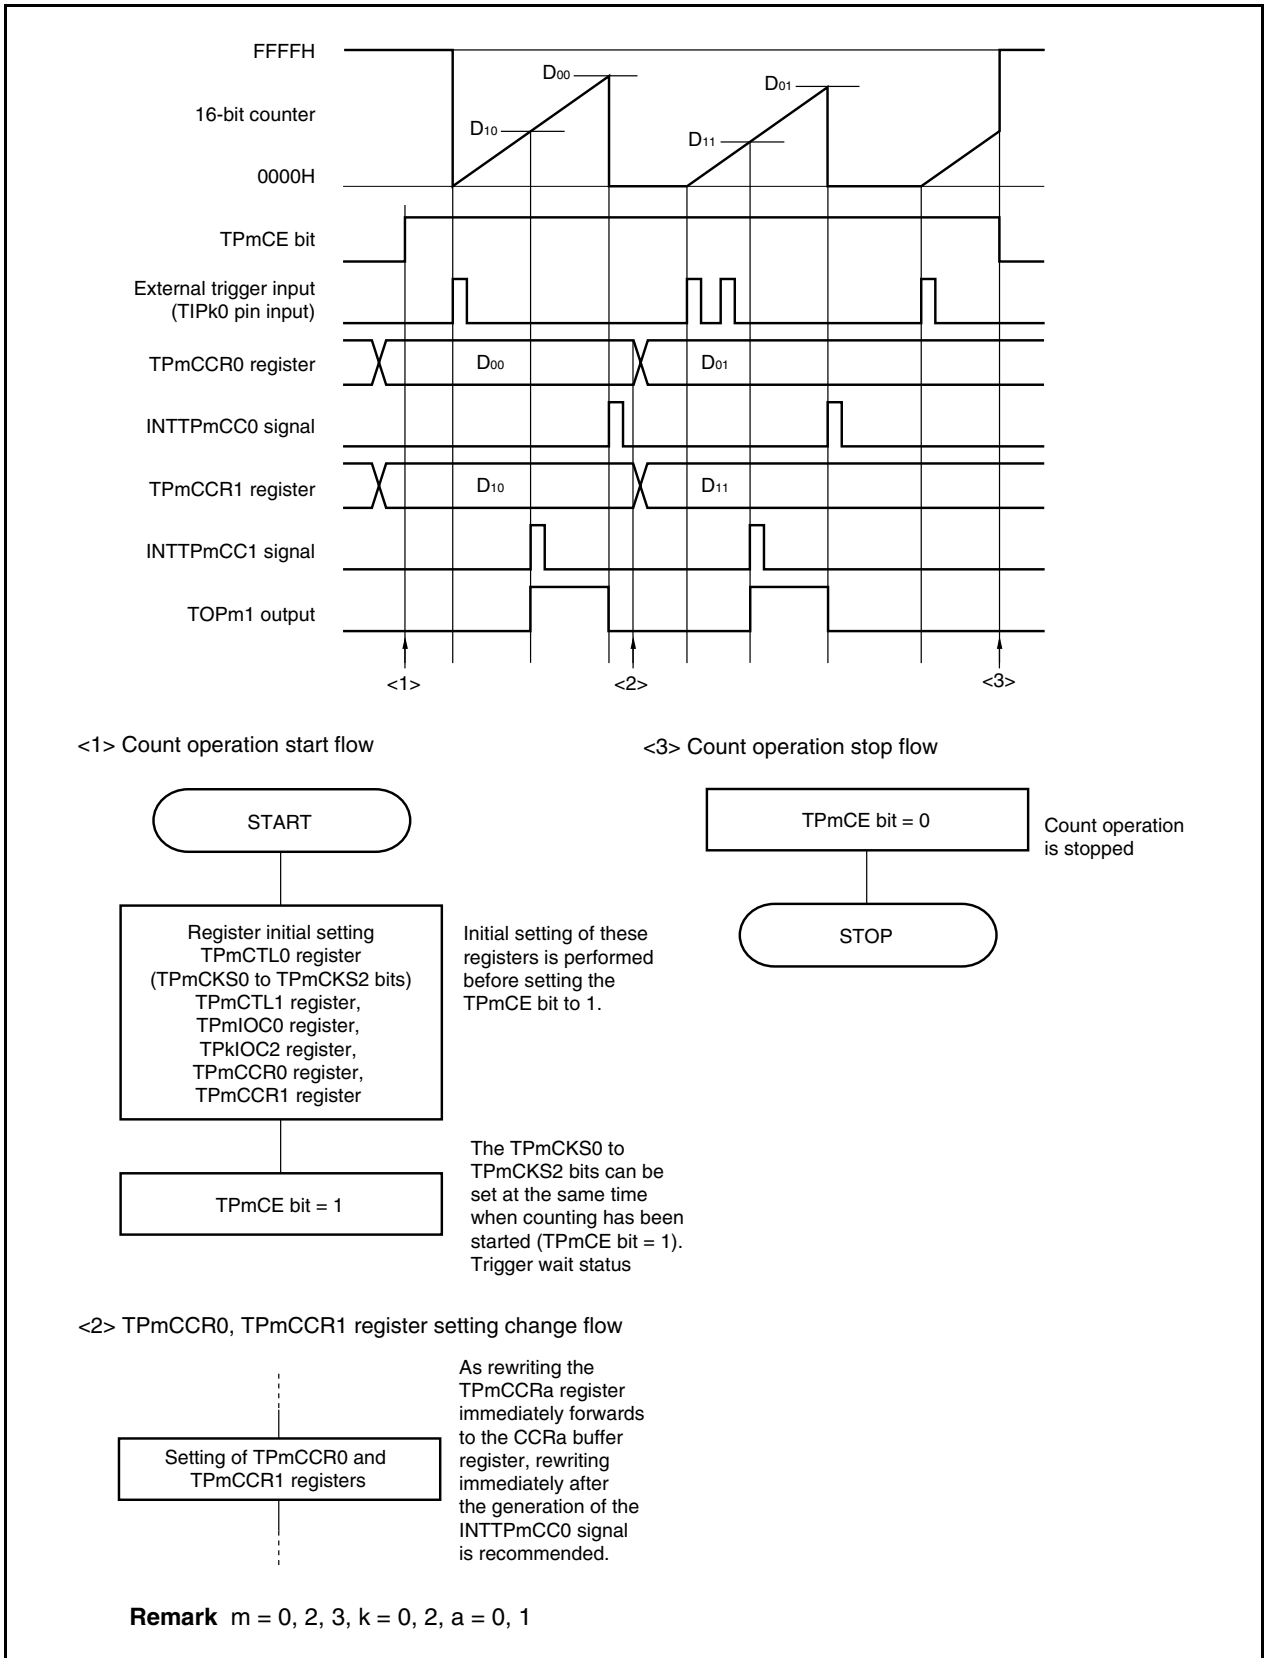 FFFFH
16-bit counter
0000H
D00
D10
D01
D11
TPmCE bit
External trigger input
(TIPk0 pin input)
TPmCCR0 register
D00
D01
INTTPmCC0 signal
TPmCCR1 register
D10
D11
INTTPmCC1 signal
TOPm1 output
<1>
<2>
<3>
<1> Count operation start flow
START
Register initial setting
TPmCTL0 register
(TPmCKS0 to TPmCKS2 bits)
TPmCTL1 register,
TPmIOC0 register,
TPkIOC2 register,
TPmCCR0 register,
TPmCCR1 register
Initial setting of these
registers is performed
before setting the
TPmCE bit to 1.
TPmCE bit = 1
The TPmCKS0 to
TPmCKS2 bits can be
set at the same time
when counting has been
started (TPmCE bit = 1).
Trigger wait status
<3> Count operation stop flow
TPmCE bit = 0
Count operation
is stopped
STOP
<2> TPmCCR0, TPmCCR1 register setting change flow
Setting of TPmCCR0 and
TPmCCR1 registers
As rewriting the
TPmCCRa register
immediately forwards
to the CCRa buffer
register, rewriting
immediately after
the generation of the
INTTPmCC0 signal
is recommended.
Remark m = 0, 2, 3, k = 0, 2, a = 0, 1